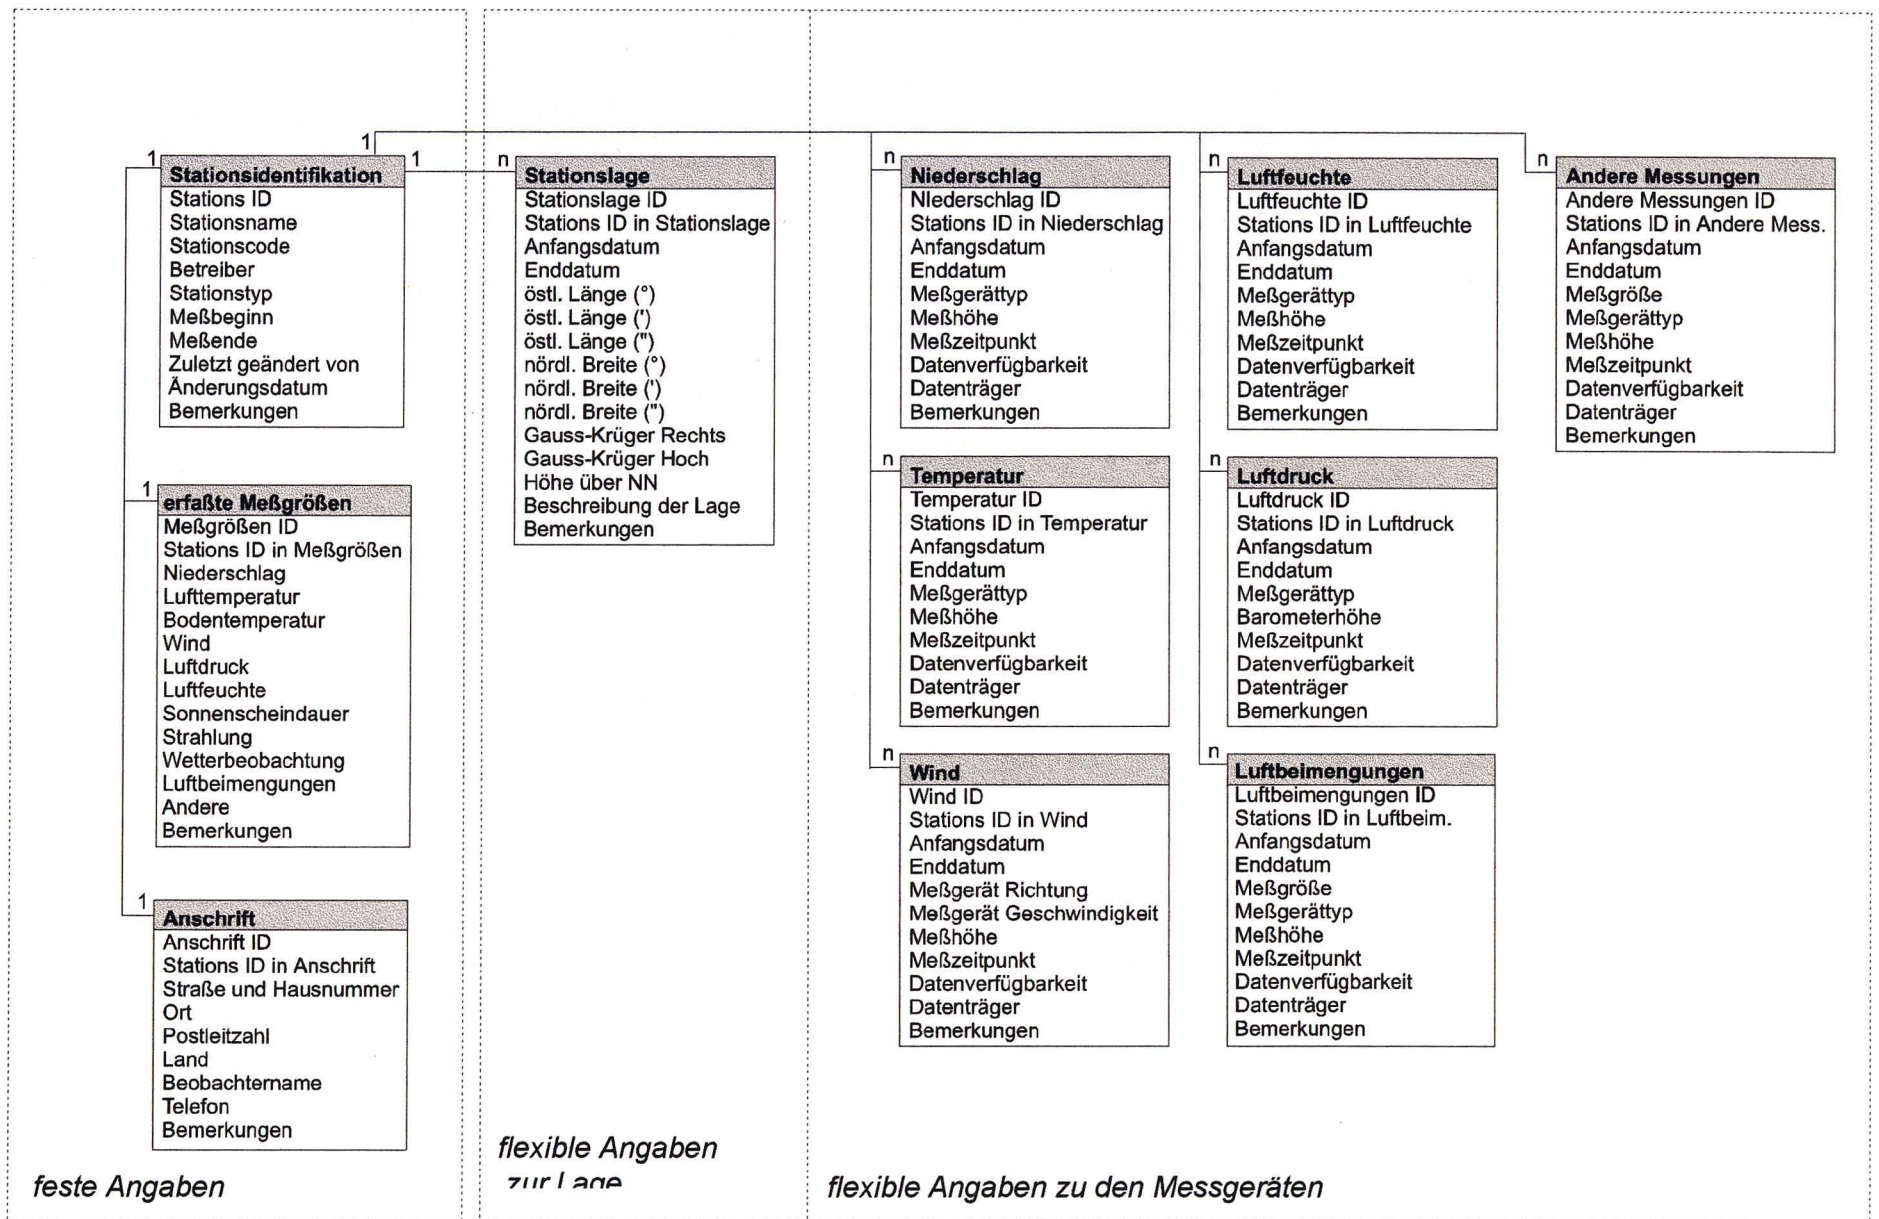 1
1
Stationsidentifikation
Stations ID
Stationsname
Stationscode
Betreiber
Stationstyp
Meßbeginn
Meßende
Zuletzt geändert von
Änderungsdatum
Bemerkungen
1
erfaßte Meßgrößen
Meßgrößen ID
Stations ID in Meßgrößen
Niederschlag
Lufttemperatur
Bodentemperatur
Wind
Luftdruck
Luftfeuchte
Sonnenscheindauer
Strahlung
Wetterbeobachtung
Luftbeimengungen
Andere
Bemerkungen
1
Anschrift
Anschrift ID
Stations ID in Anschrift
Straße und Hausnummer
Ort
Postleitzahl
Land
Beobachtername
Telefon
Bemerkungen
feste Angaben
1
n
Stationslage
Stationslage ID
Stations ID in Stationslage
Anfangsdatum
Enddatum
östl. Länge (°)
östl. Länge (')
östl. Länge (")
nördl. Breite (°)
nördl. Breite (')
nördl. Breite (")
Gauss-Krüger Rechts
Gauss-Krüger Hoch
Höhe über NN
Beschreibung der Lage
Bemerkungen
flexible Angaben
zur Lage
n
Niederschlag
NIederschlag ID
Stations ID in Niederschlag
Anfangsdatum
Enddatum
Meßgerättyp
Meßhöhe
Meßzeitpunkt
Datenverfügbarkeit
Datenträger
Bemerkungen
n
Temperatur
Temperatur ID
Stations ID in Temperatur
Anfangsdatum
Enddatum
Meßgerättyp
Meßhöhe
Meßzeitpunkt
Datenverfügbarkeit
Datenträger
Bemerkungen
n
Wind
Wind ID
Stations ID in Wind
Anfangsdatum
Enddatum
Meßgerät Richtung
Meßgerät Geschwindigkeit
Meßhöhe
Meßzeitpunkt
Datenverfügbarkeit
Datenträger
Bemerkungen
n
Luftfeuchte
Luftfeuchte ID
Stations ID in Luftfeuchte
Anfangsdatum
Enddatum
Meßgerättyp
Meßhöhe
Meßzeitpunkt
Datenverfügbarkeit
Datenträger
Bemerkungen
n
Luftdruck
Luftdruck ID
Stations ID in Luftdruck
Anfangsdatum
Enddatum
Meßgerättyp
Barometerhöhe
Meßzeitpunkt
Datenverfügbarkeit
Datenträger
Bemerkungen
n
Luftbeimengungen
Luftbeimengungen ID
Stations ID in Luftbeim.
Anfangsdatum
Enddatum
Meßgröße
Meßgerättyp
Meßhöhe
Meßzeitpunkt
Datenverfügbarkeit
Datenträger
Bemerkungen
n
Andere Messungen
Andere Messungen ID
Stations ID in Andere Mess.
Anfangsdatum
Enddatum
Meßgröße
Meßgerättyp
Meßhöhe
Meßzeitpunkt
Datenverfügbarkeit
Datenträger
Bemerkungen
flexible Angaben zu den Messgeräten